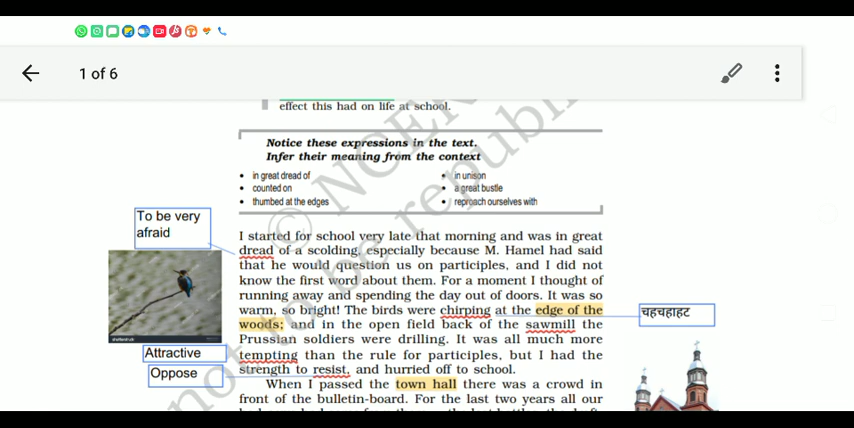 1 of 6
effect this had on life at school.
Notice these expressions in the text.
Infer their meaning from the context
• in great dread of
• counted on
• thumbed at the edges
• in unison
• a great bustle
• reproach ourselves with
To be very
afraid
I started for school very late that morning and was in great
dread of a scolding, especially because M. Hamel had said
that he would question us on participles, and I did not
know the first word about them. For a moment I thought of
running away and spending the day out of doors. It was so
warm, so bright! The birds were chirping at the edge of the
woods; and in the open field back of the sawmill the
Prussian soldiers were drilling. It was all much more
tempting than the rule for participles, but I had the
strength to resist, and hurried off to school.
चहचहाहट
Attractive
Oppose
When I passed the town hall there was a crowd in
front of the bulletin-board. For the last two years all our
© NCERT
not to be republi